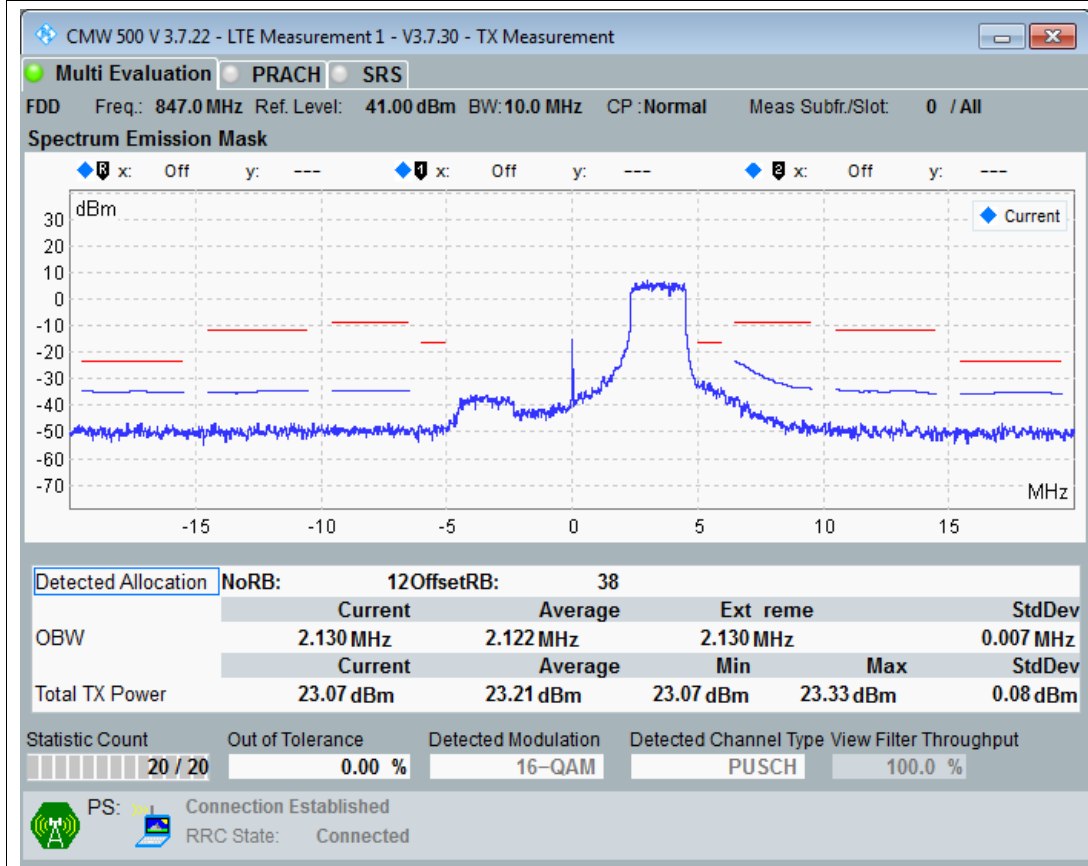 CMW 500 V 3.7.22 - LTE Measurement 1 - V3.7.30 - TX Measurement
Multi Evaluation PRACH SRS
FDD Freq.: 847.0 MHz Ref. Level: 41.00 dBm BW: 10.0 MHz CP : Normal Meas Subfr./Slot: 0 / All
Spectrum Emission Mask
R x: Off y: --- 1 x: Off y: --- 2 x: Off y: ---
dBm
Current
30
20
10
0
-10
-20
-30
-40
-50
-60
-70
MHz
-15 -10 -5 0 5 10 15
Detected Allocation NoRB: 12 OffsetRB: 38
Current Average Ext reme StdDev
OBW 2.130 MHz 2.122 MHz 2.130 MHz 0.007 MHz
Current Average Min Max StdDev
Total TX Power 23.07 dBm 23.21 dBm 23.07 dBm 23.33 dBm 0.08 dBm
Statistic Count Out of Tolerance Detected Modulation Detected Channel Type View Filter Throughput
20 / 20 0.00 % 16-QAM PUSCH 100.0 %
PS: Connection Established
RRC State: Connected